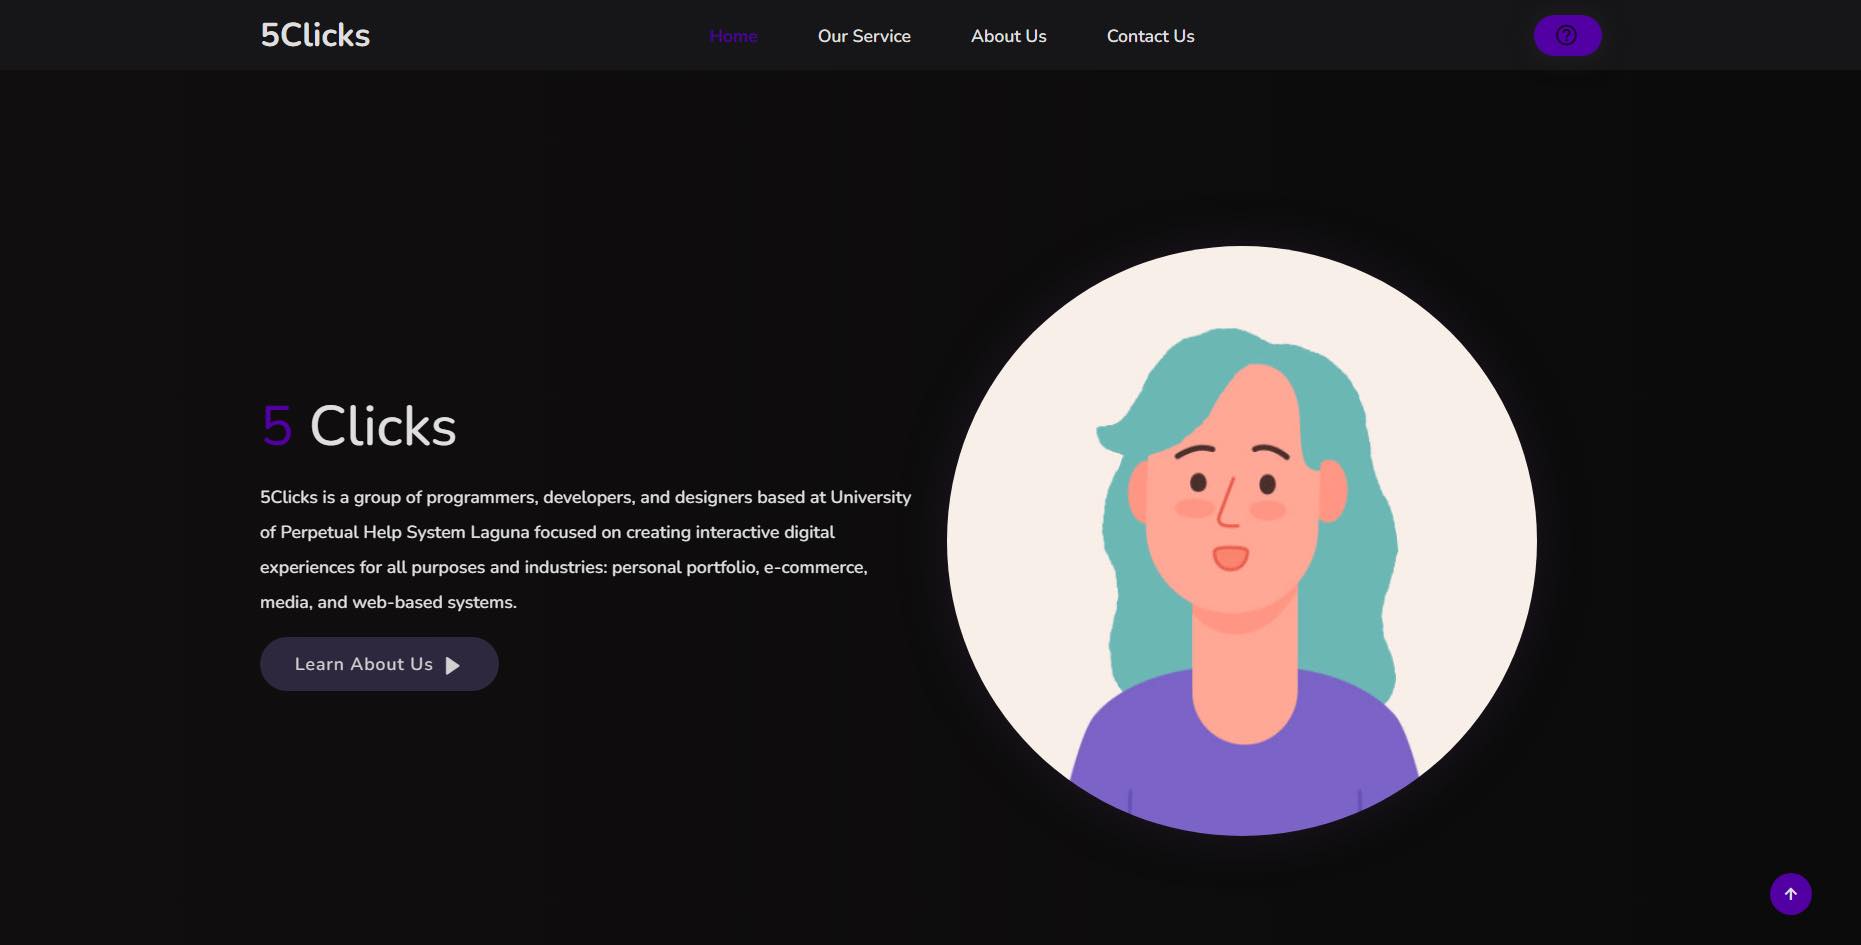 5Clicks
Home
Our Service
About Us
Contact Us
5 Clicks
5Clicks is a group of programmers, developers, and designers based at University
of Perpetual Help System Laguna focused on creating interactive digital
experiences for all purposes and industries: personal portfolio, e-commerce,
media, and web-based systems.
Learn About Us